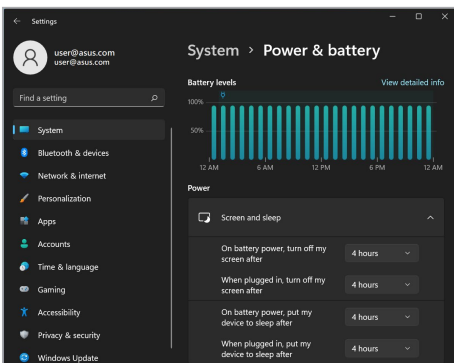 Settings
user@asus.com
user@asus.com
Find a setting
System
Bluetooth & devices
Network & internet
Personalization
Apps
Accounts
Time & language
Gaming
Accessibility
Privacy & security
Windows Update
System > Power & battery
Battery levels
View detailed info
100%
50%
12 AM 6 AM 12 PM 6 PM 12 AM
Power
Screen and sleep
On battery power, turn off my
screen after
4 hours
When plugged in, turn off my
screen after
4 hours
On battery power, put my
device to sleep after
4 hours
When plugged in, put my
device to sleep after
4 hours